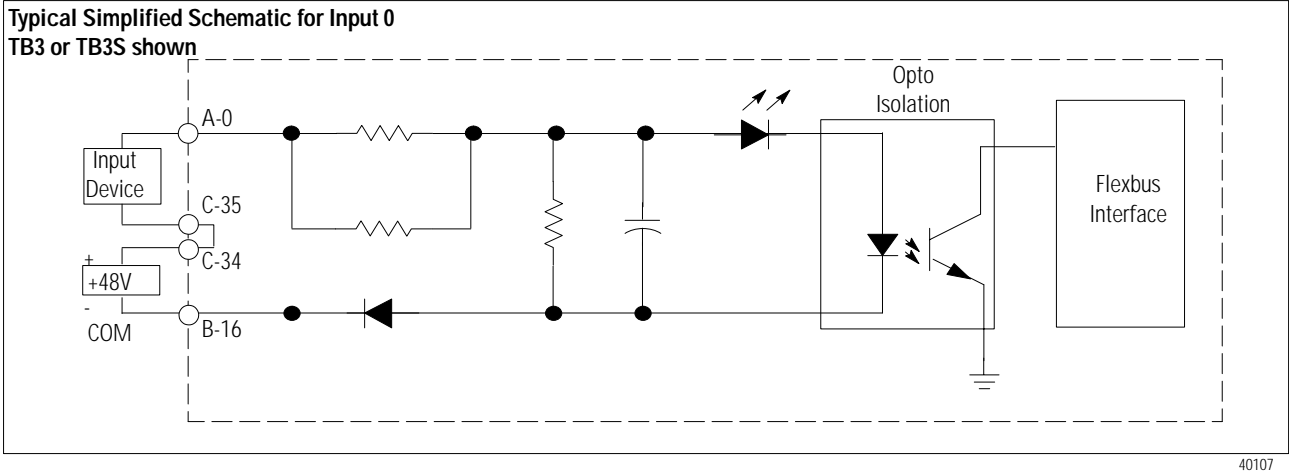 Typical Simplified Schematic for Input 0
TB3 or TB3S shown
Opto
Isolation
A-0
Input
Device
C-35
Flexbus
Interface
C-34
+
+48V
-
COM
B-16
40107